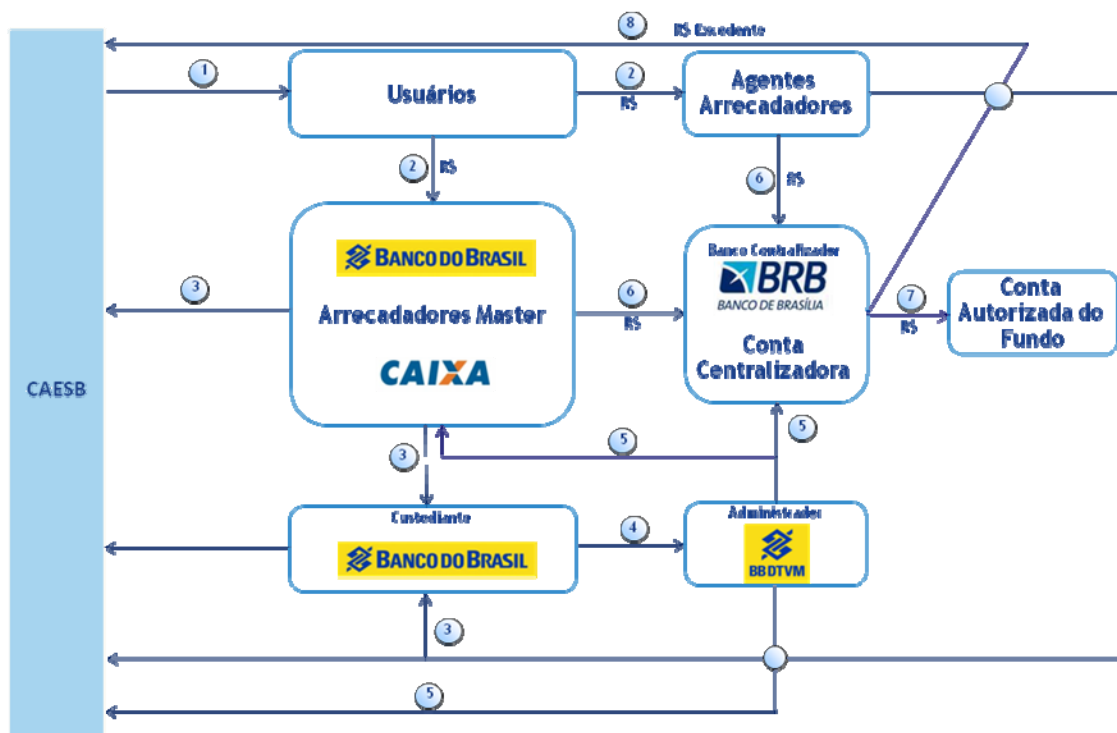 8
R$ Excedente
1
Usuários
2
R$
Agentes
Arrecadadores
2
R$
6
R$
BANCO DO BRASIL
Arrecadadores Master
CAIXA
3
6
R$
Banco Centralizador
BRB
BANCO DE BRASÍLIA
Conta
Centralizadora
7
R$
Conta
Autorizada do
Fundo
CAESB
3
5
5
Custodiante
BANCO DO BRASIL
4
Administrador
BB DTVM
3
5